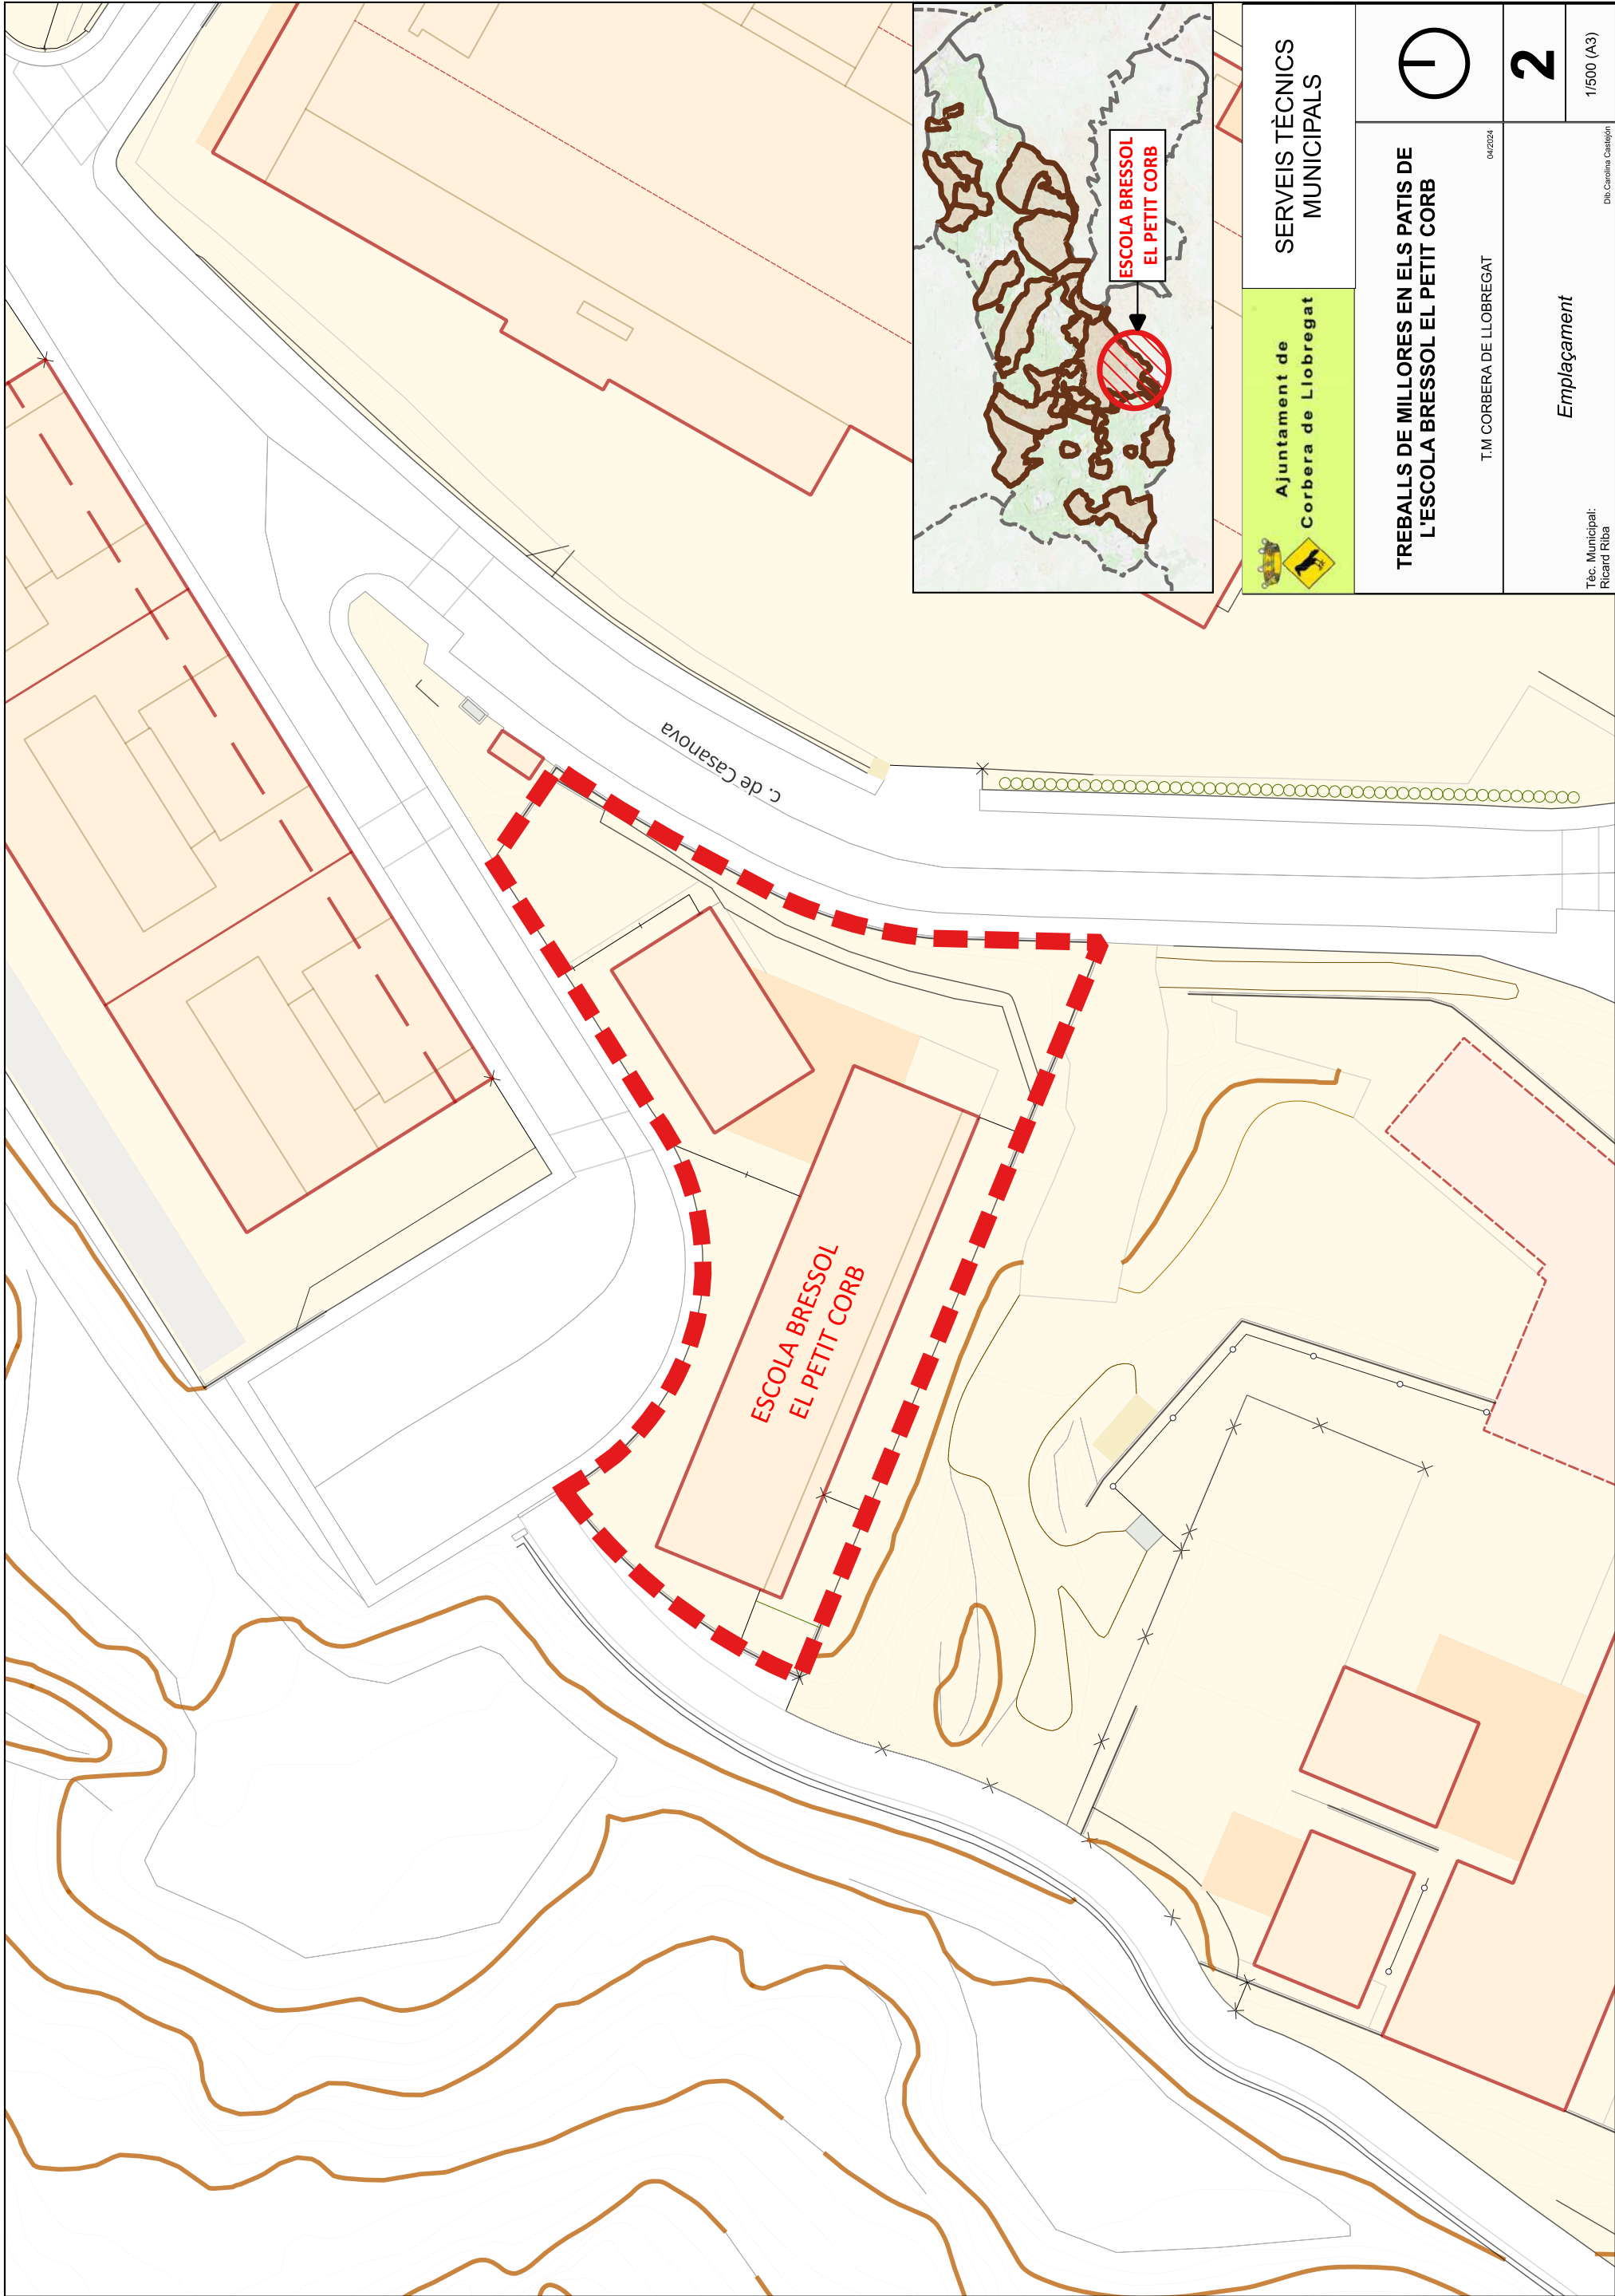 c. de Casanova
ESCOLA BRESSOL
EL PETIT CORB
ESCOLA BRESSOL
EL PETIT CORB
Ajuntament de
Corbera de Llobregat
SERVEIS TÈCNICS
MUNICIPALS
TREBALLS DE MILLORES EN ELS PATIS DE
L'ESCOLA BRESSOL EL PETIT CORB
T.M CORBERA DE LLOBREGAT
04/2024
Emplaçament
2
Tèc. Municipal:
Ricard Riba
Dib.Carolina Castejón
1/500 (A3)